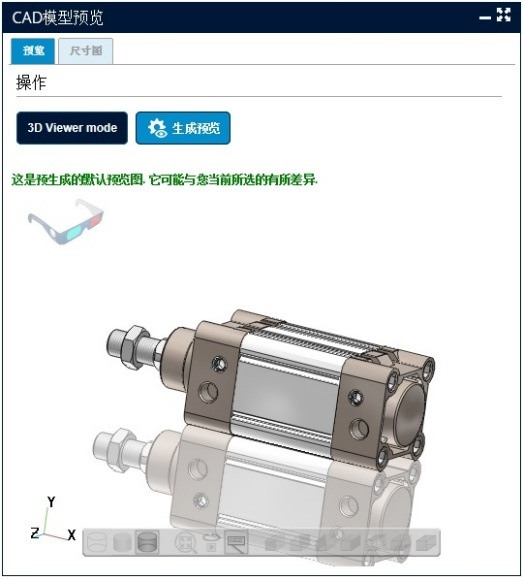 CAD模型预览
预览 尺寸图
操作
3D Viewer mode 生成预览
这是预生成的默认预览图. 它可能与您当前所选的有所差异.
Y
Z X